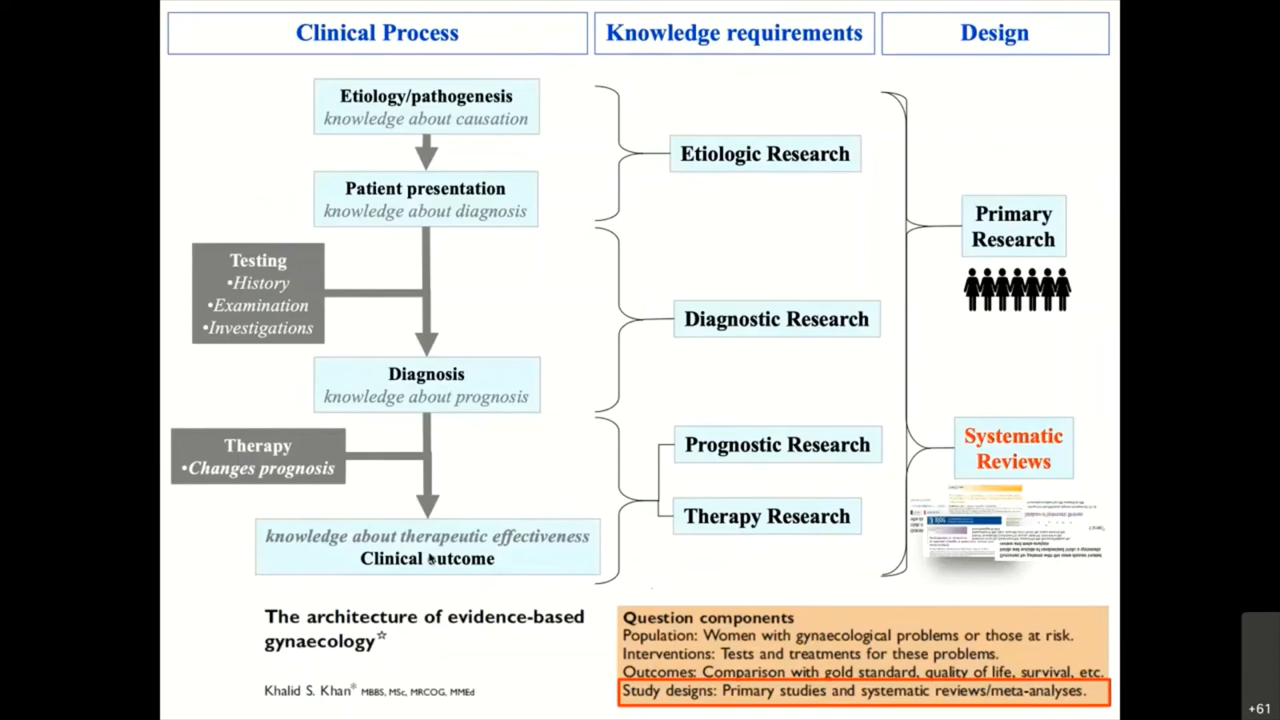 Clinical Process
Knowledge requirements
Design
Etiology/pathogenesis
knowledge about causation
Patient presentation
knowledge about diagnosis
Testing
•History
•Examination
•Investigations
Diagnosis
knowledge about prognosis
Therapy
•Changes prognosis
knowledge about therapeutic effectiveness
Clinical outcome
Etiologic Research
Diagnostic Research
Prognostic Research
Therapy Research
Primary
Research
Systematic
Reviews
The architecture of evidence-based
gynaecology☆
Khalid S. Khan* MBBS, MSc, MRCOG, MMEd
Question components
Population: Women with gynaecological problems or those at risk.
Interventions: Tests and treatments for these problems.
Outcomes: Comparison with gold standard, quality of life, survival, etc.
Study designs: Primary studies and systematic reviews/meta-analyses.
+61